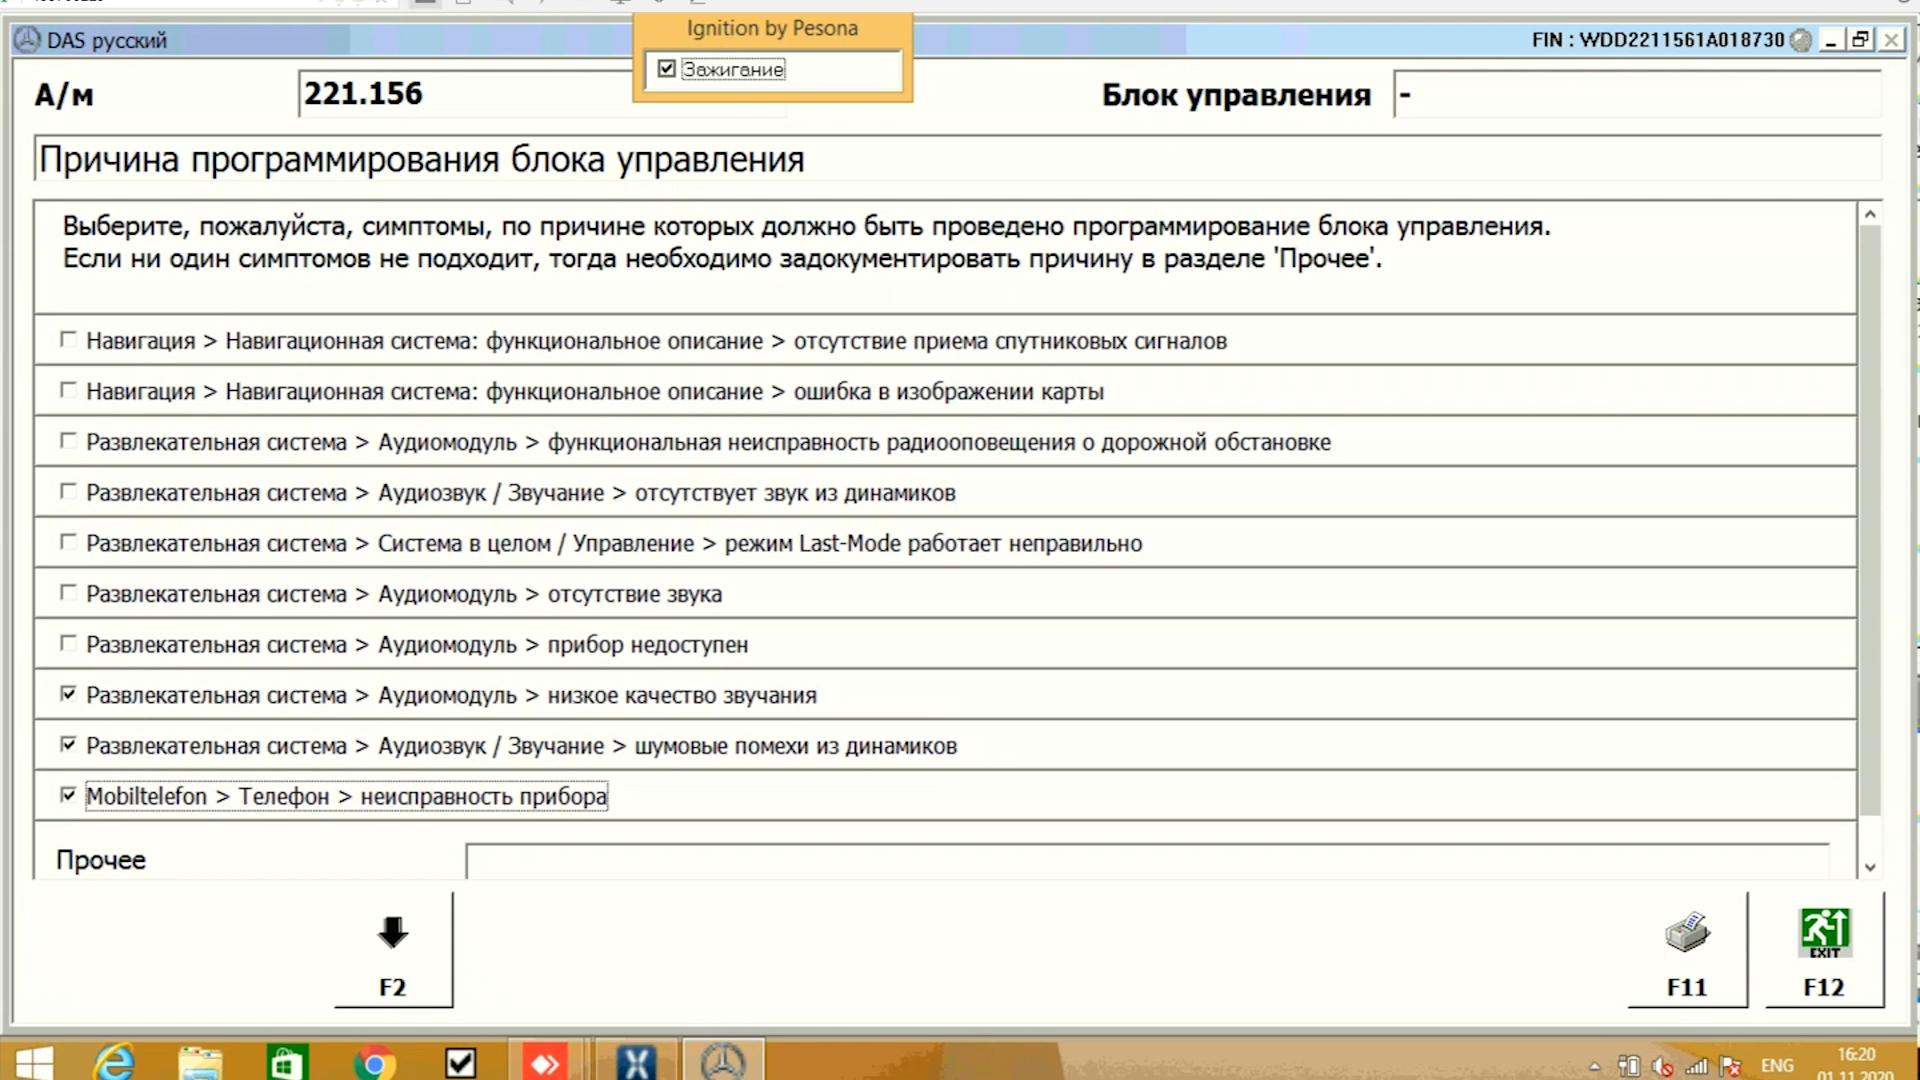 Ignition by Pesona
DAS русский
FIN : WDD2211561A018730
Зажигание
А/м
221.156
Блок управления
-
Причина программирования блока управления
Выберите, пожалуйста, симптомы, по причине которых должно быть проведено программирование блока управления.
Если ни один симптомов не подходит, тогда необходимо задокументировать причину в разделе 'Прочее'.
Навигация > Навигационная система: функциональное описание > отсутствие приема спутниковых сигналов
Навигация > Навигационная система: функциональное описание > ошибка в изображении карты
Развлекательная система > Аудиомодуль > функциональная неисправность радиооповещения о дорожной обстановке
Развлекательная система > Аудиозвук / Звучание > отсутствует звук из динамиков
Развлекательная система > Система в целом / Управление > режим Last-Mode работает неправильно
Развлекательная система > Аудиомодуль > отсутствие звука
Развлекательная система > Аудиомодуль > прибор недоступен
Развлекательная система > Аудиомодуль > низкое качество звучания
Развлекательная система > Аудиозвук / Звучание > шумовые помехи из динамиков
Mobiltelefon > Телефон > неисправность прибора
Прочее
EXIT
F2
F11
F12
16:20
ENG
01.11.2020